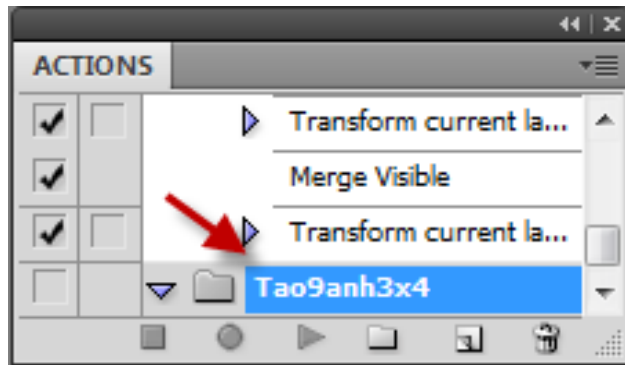 ACTIONS
Transform current la...
Merge Visible
Transform current la...
Tao9anh3x4